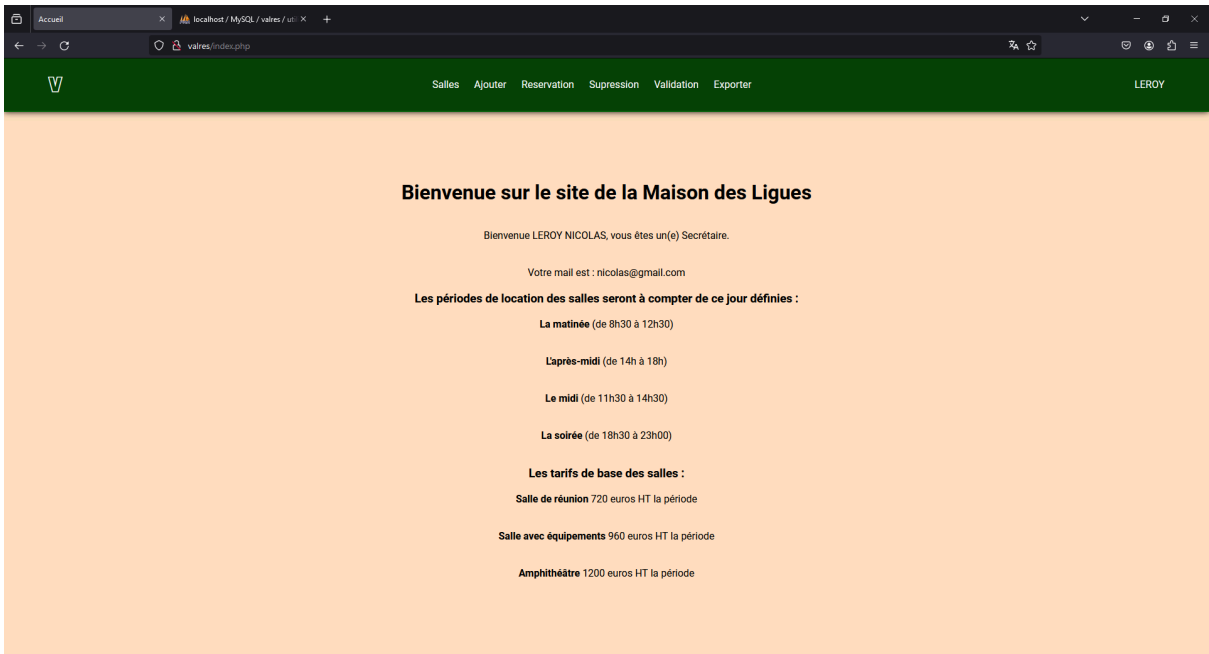 Accueil
localhost / MySQL / valres / uti
valres/index.php
V
Salles Ajouter Reservation Supression Validation Exporter
LEROY
Bienvenue sur le site de la Maison des Ligues
Bienvenue LEROY NICOLAS, vous êtes un(e) Secrétaire.
Votre mail est : nicolas@gmail.com
Les périodes de location des salles seront à compter de ce jour définies :
La matinée (de 8h30 à 12h30)
L'après-midi (de 14h à 18h)
Le midi (de 11h30 à 14h30)
La soirée (de 18h30 à 23h00)
Les tarifs de base des salles :
Salle de réunion 720 euros HT la période
Salle avec équipements 960 euros HT la période
Amphithéâtre 1200 euros HT la période